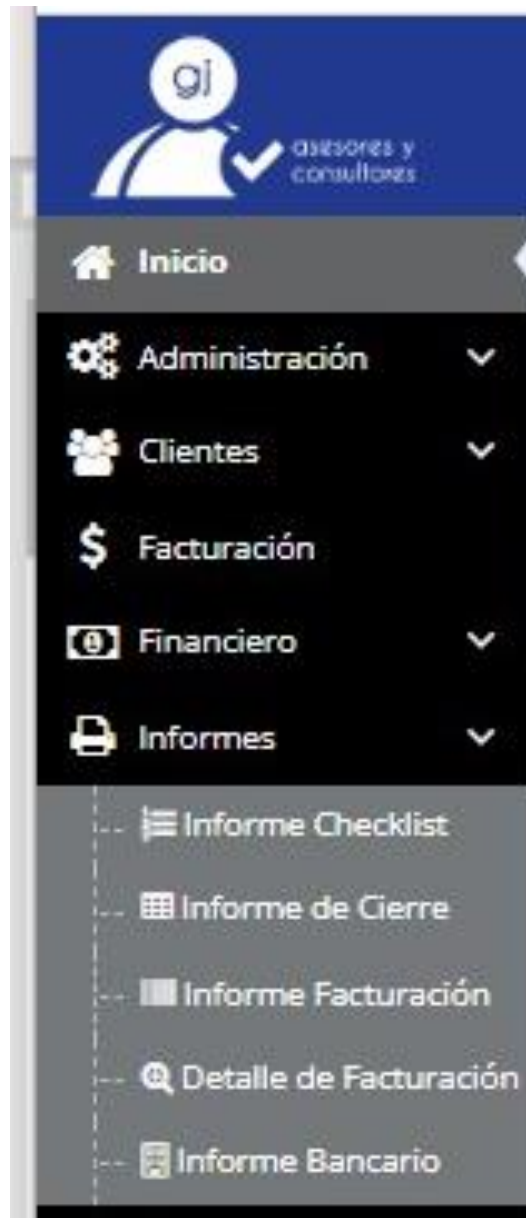 gj
asesores y
consultores
Inicio
Administración
Clientes
$ Facturación
Financiero
Informes
Informe Checklist
Informe de Cierre
Informe Facturación
Detalle de Facturación
Informe Bancario